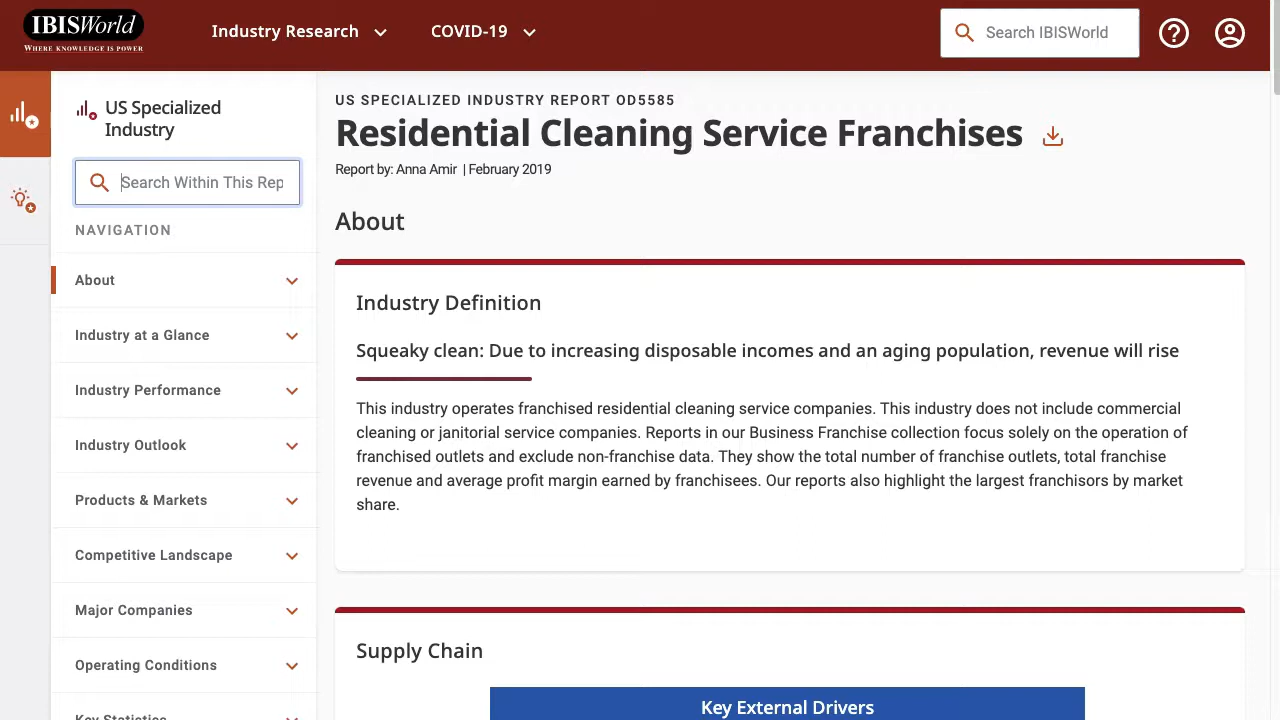 IBISWorld
WHERE KNOWLEDGE IS POWER
Industry Research
COVID-19
Search IBISWorld
US Specialized
Industry
Search Within This Rep
NAVIGATION
About
Industry at a Glance
Industry Performance
Industry Outlook
Products & Markets
Competitive Landscape
Major Companies
Operating Conditions
Key Statistics
US SPECIALIZED INDUSTRY REPORT OD5585
Residential Cleaning Service Franchises
Report by: Anna Amir | February 2019
About
Industry Definition
Squeaky clean: Due to increasing disposable incomes and an aging population, revenue will rise
This industry operates franchised residential cleaning service companies. This industry does not include commercial
cleaning or janitorial service companies. Reports in our Business Franchise collection focus solely on the operation of
franchised outlets and exclude non-franchise data. They show the total number of franchise outlets, total franchise
revenue and average profit margin earned by franchisees. Our reports also highlight the largest franchisors by market
share.
Supply Chain
Key External Drivers